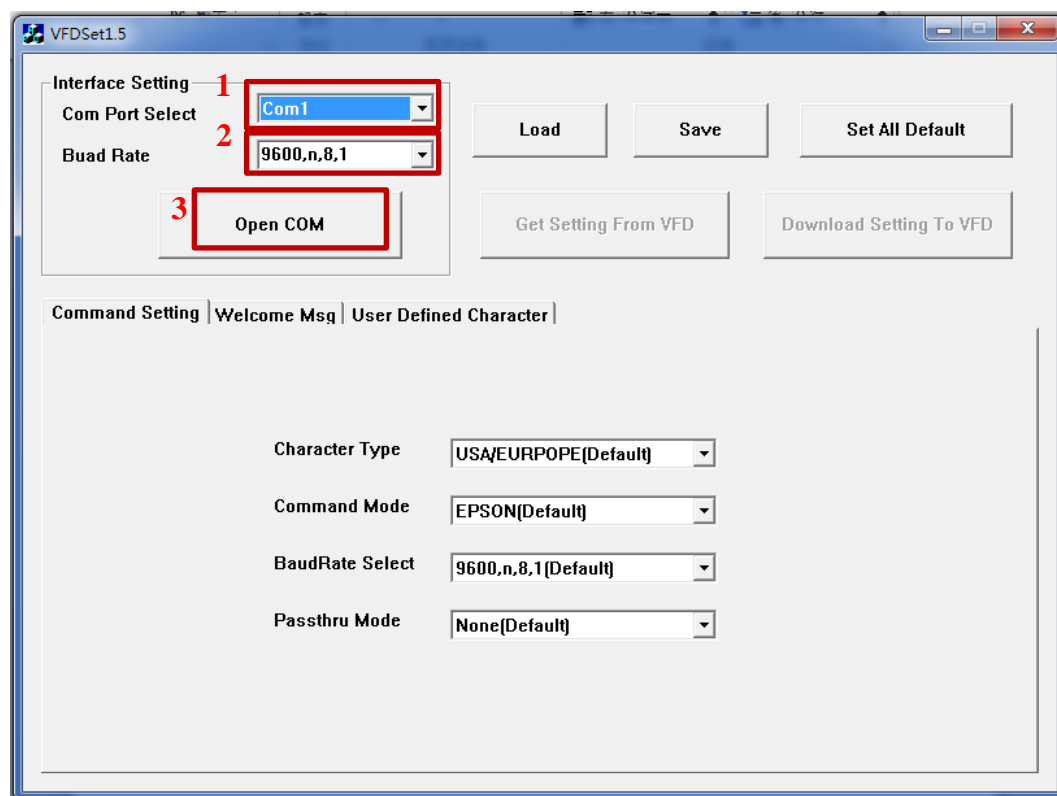 VFDSet1.5
Interface Setting
1
Com Port Select
Com1
2
Buad Rate
9600,n,8,1
3
Open COM
Load
Save
Set All Default
Get Setting From VFD
Download Setting To VFD
Command Setting
Welcome Msg
User Defined Character
Character Type
USA/EURPOPE(Default)
Command Mode
EPSON(Default)
BaudRate Select
9600,n,8,1(Default)
Passthru Mode
None(Default)